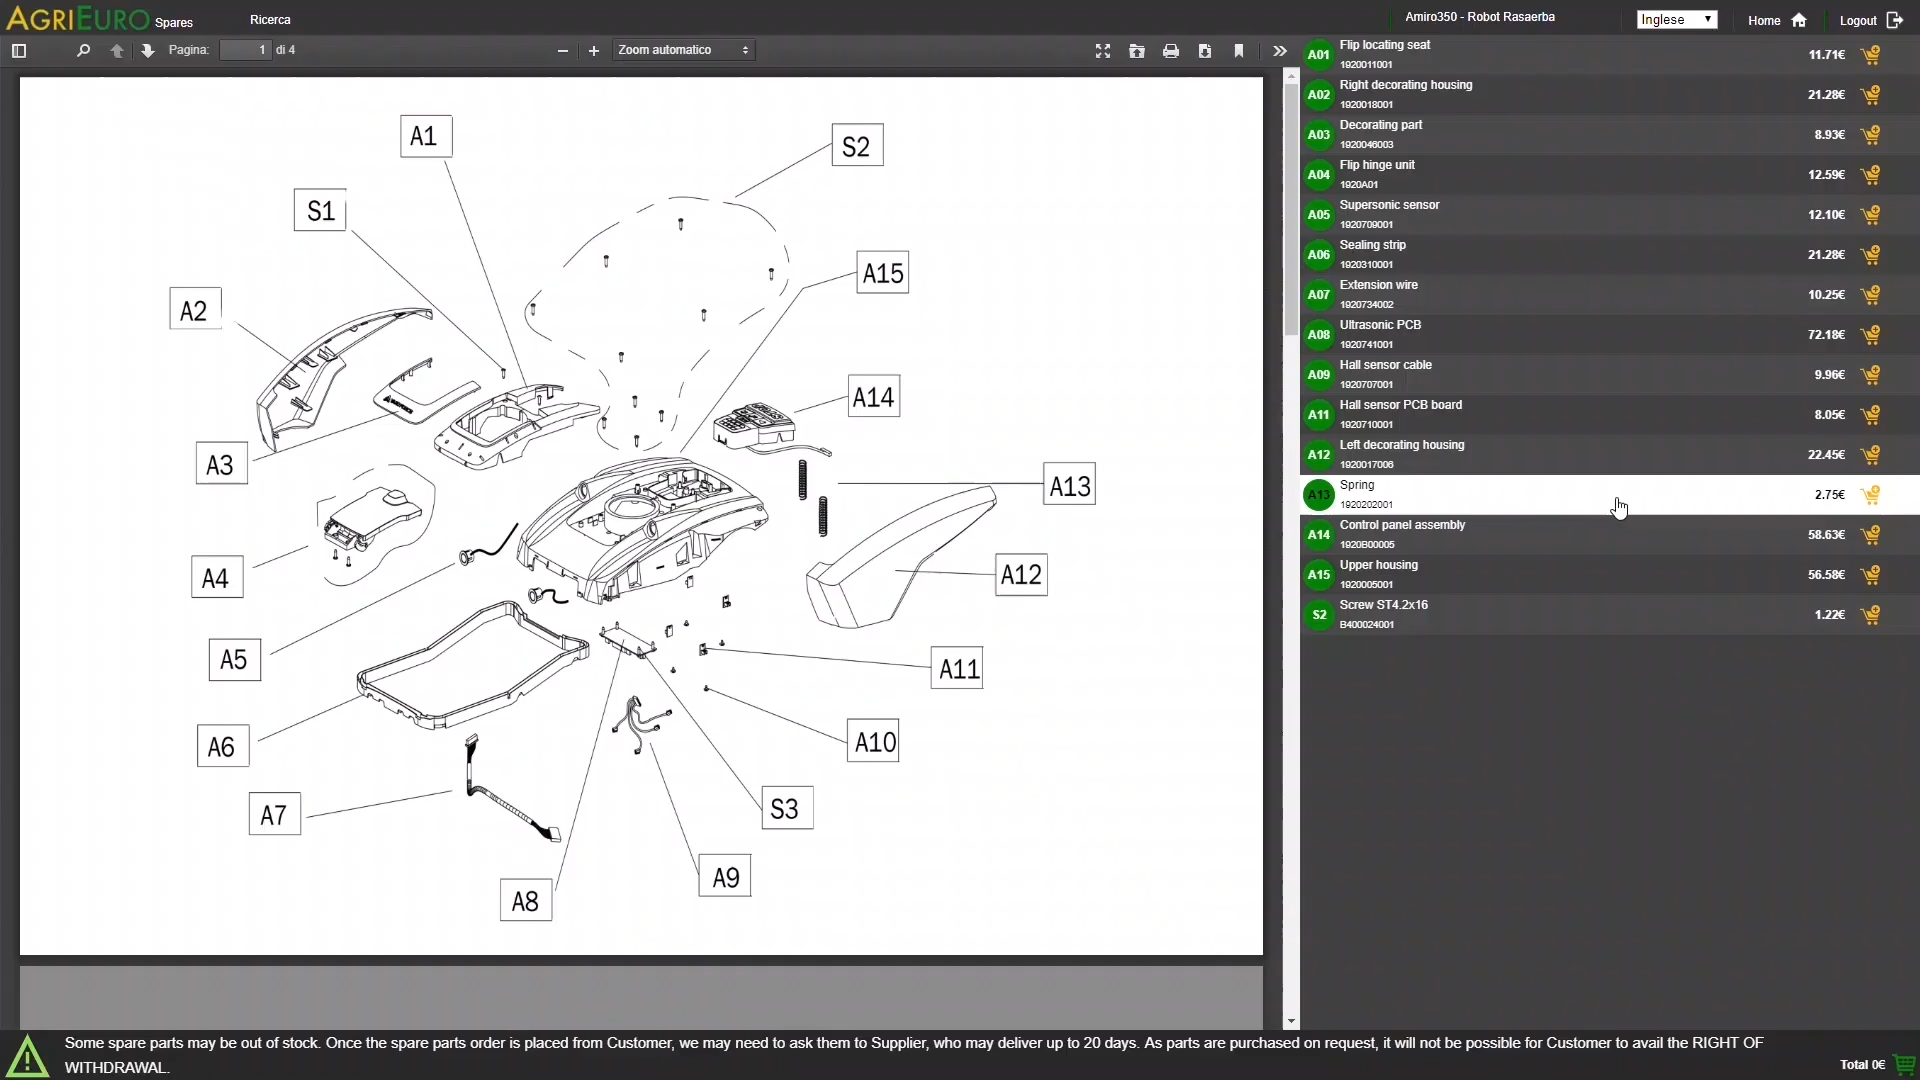 AGRIEURO Spares
Ricerca
Amiro350 - Robot Rasaerba
Inglese
Home
Logout
Pagina: 1 di 4
Zoom automatico
A1
S2
S1
A15
A2
A14
A3
A13
A4
A12
A5
A11
A6
A10
A7
S3
A9
A8
A01 Flip locating seat 11.71€
1920011001
A02 Right decorating housing 21.28€
1920018001
A03 Decorating part 8.93€
1920046003
A04 Flip hinge unit 12.59€
1920A01
A05 Supersonic sensor 12.10€
1920709001
A06 Sealing strip 21.28€
1920310001
A07 Extension wire 10.25€
1920734002
A08 Ultrasonic PCB 72.18€
1920741001
A09 Hall sensor cable 9.96€
1920707001
A11 Hall sensor PCB board 8.05€
1920710001
A12 Left decorating housing 22.45€
1920017006
A13 Spring 2.75€
1920202001
A14 Control panel assembly 58.63€
1920B00005
A15 Upper housing 56.58€
1920005001
S2 Screw ST4.2x16 1.22€
B400024001
Some spare parts may be out of stock. Once the spare parts order is placed from Customer, we may need to ask them to Supplier, who may deliver up to 20 days. As parts are purchased on request, it will not be possible for Customer to avail the RIGHT OF
WITHDRAWAL.
Total 0€